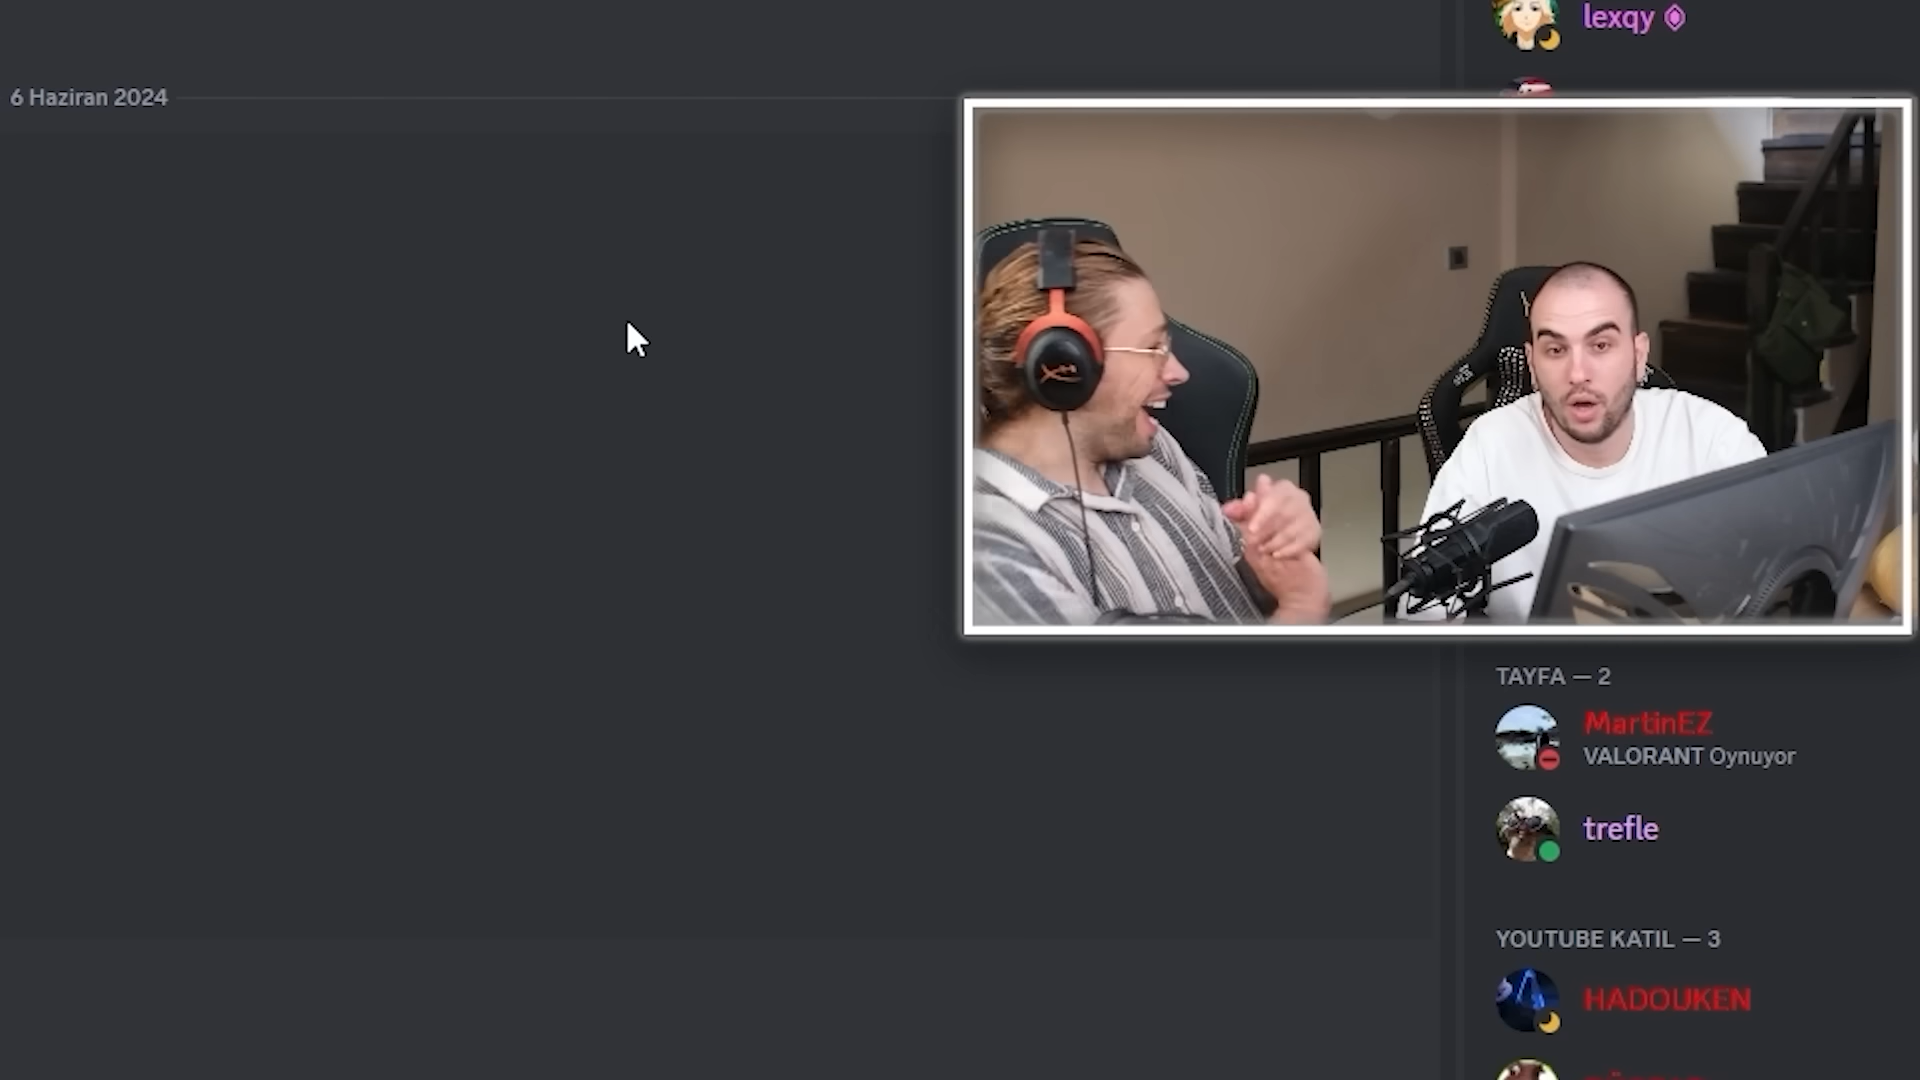 lexqy
6 Haziran 2024
TAYFA — 2
MartinEZ
VALORANT Oynuyor
trefle
YOUTUBE KATIL — 3
HADOUKEN